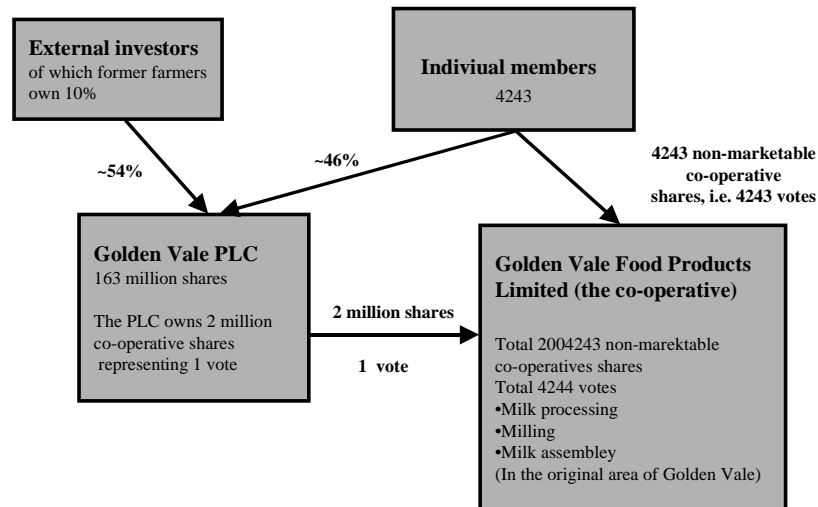 External investors
of which former farmers
own 10%
Indiviual members
4243
~54%
~46%
4243 non-marketable
co-operative
shares, i.e. 4243 votes
Golden Vale PLC
163 million shares
The PLC owns 2 million
co-operative shares
representing 1 vote
2 million shares
1 vote
Golden Vale Food Products
Limited (the co-operative)
Total 2004243 non-marektable
co-operatives shares
Total 4244 votes
•Milk processing
•Milling
•Milk assembley
(In the original area of Golden Vale)